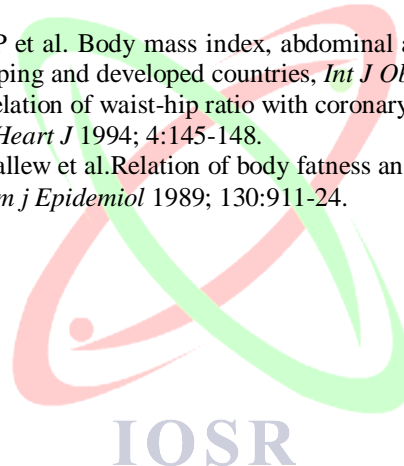 P et al. Body mass index, abdominal a
ping and developed countries, Int J Ob
elation of waist-hip ratio with coronary
Heart J 1994; 4:145-148.
allew et al.Relation of body fatness an
m j Epidemiol 1989; 130:911-24.
IOSR